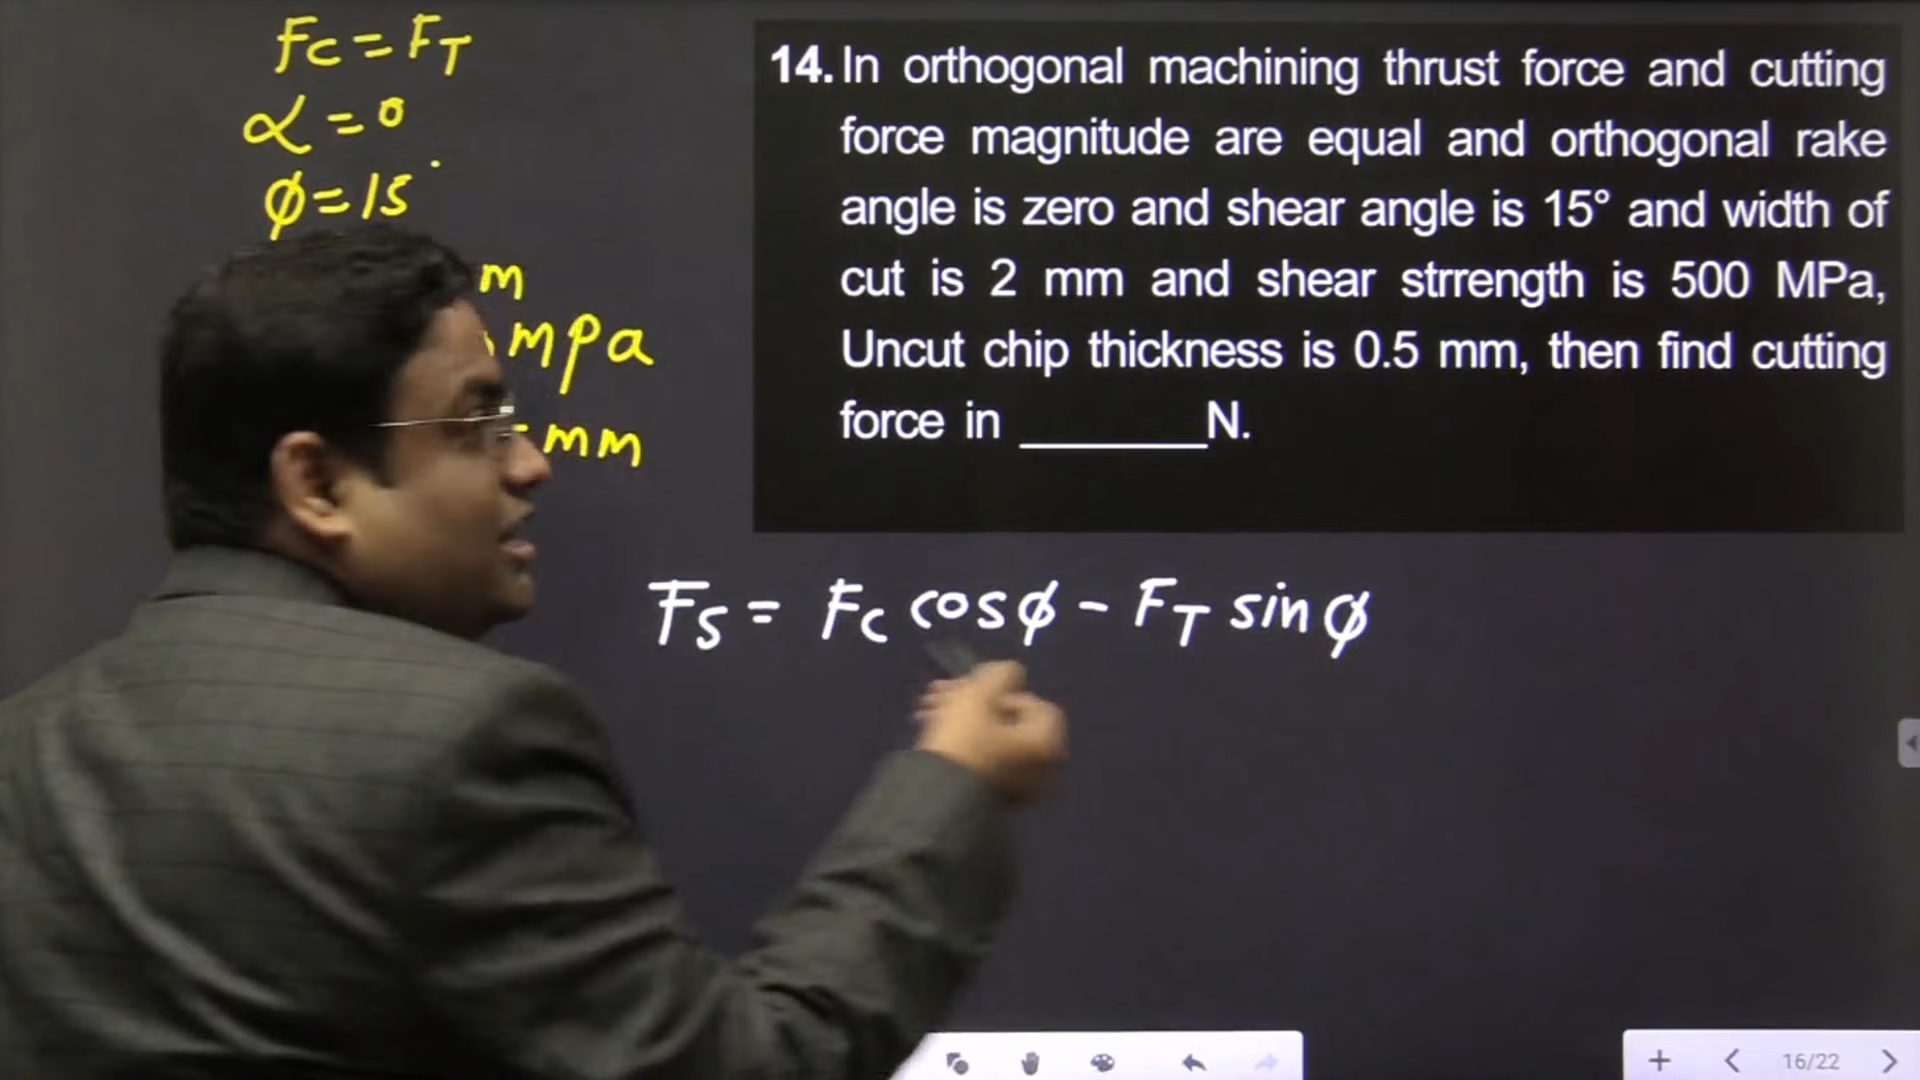 Fc = FT
α = 0
φ = 15°
m
mpa
mm
14. In orthogonal machining thrust force and cutting
force magnitude are equal and orthogonal rake
angle is zero and shear angle is 15° and width of
cut is 2 mm and shear strrength is 500 MPa,
Uncut chip thickness is 0.5 mm, then find cutting
force in _______N.
Fs = Fc cosφ - FT sinφ
16/22